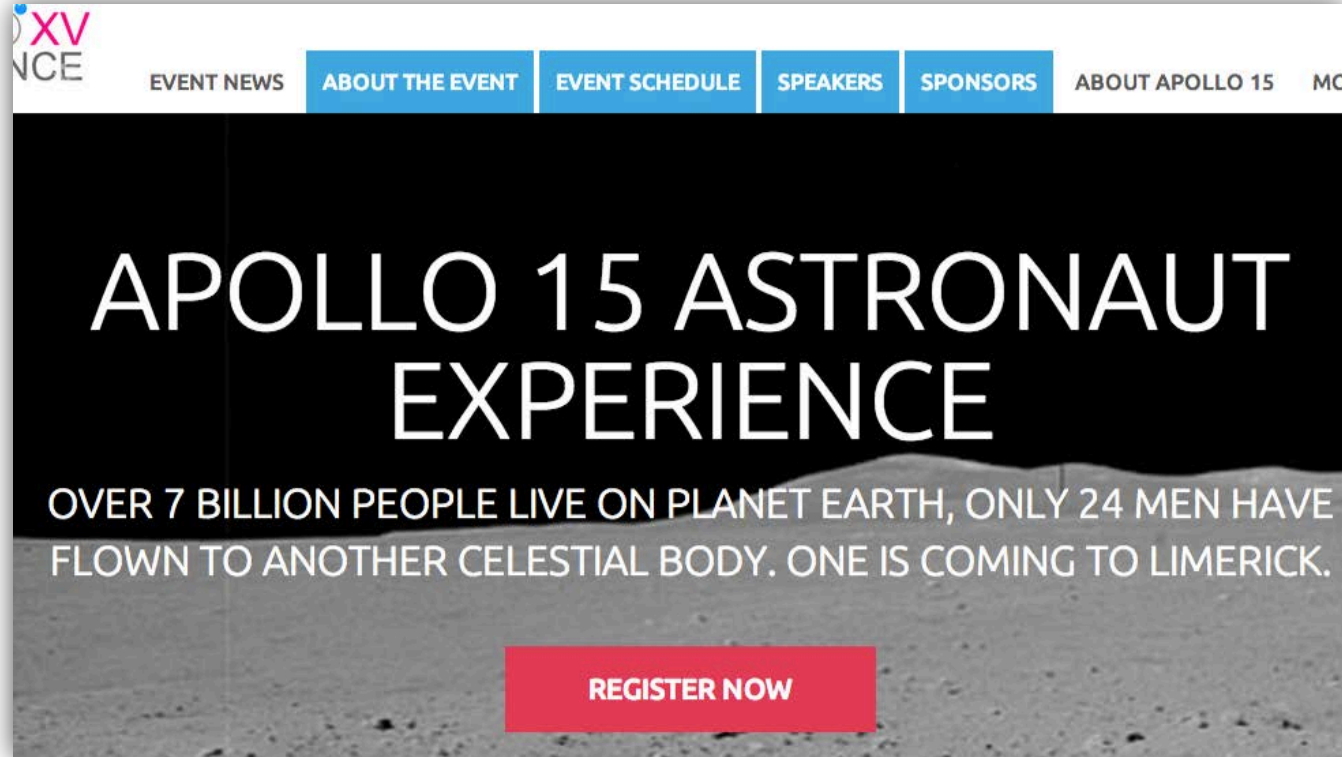 XV
NCE
EVENT NEWS ABOUT THE EVENT EVENT SCHEDULE SPEAKERS SPONSORS ABOUT APOLLO 15
APOLLO 15 ASTRONAUT
EXPERIENCE
OVER 7 BILLION PEOPLE LIVE ON PLANET EARTH, ONLY 24 MEN HAVE
FLOWN TO ANOTHER CELESTIAL BODY. ONE IS COMING TO LIMERICK.
REGISTER NOW